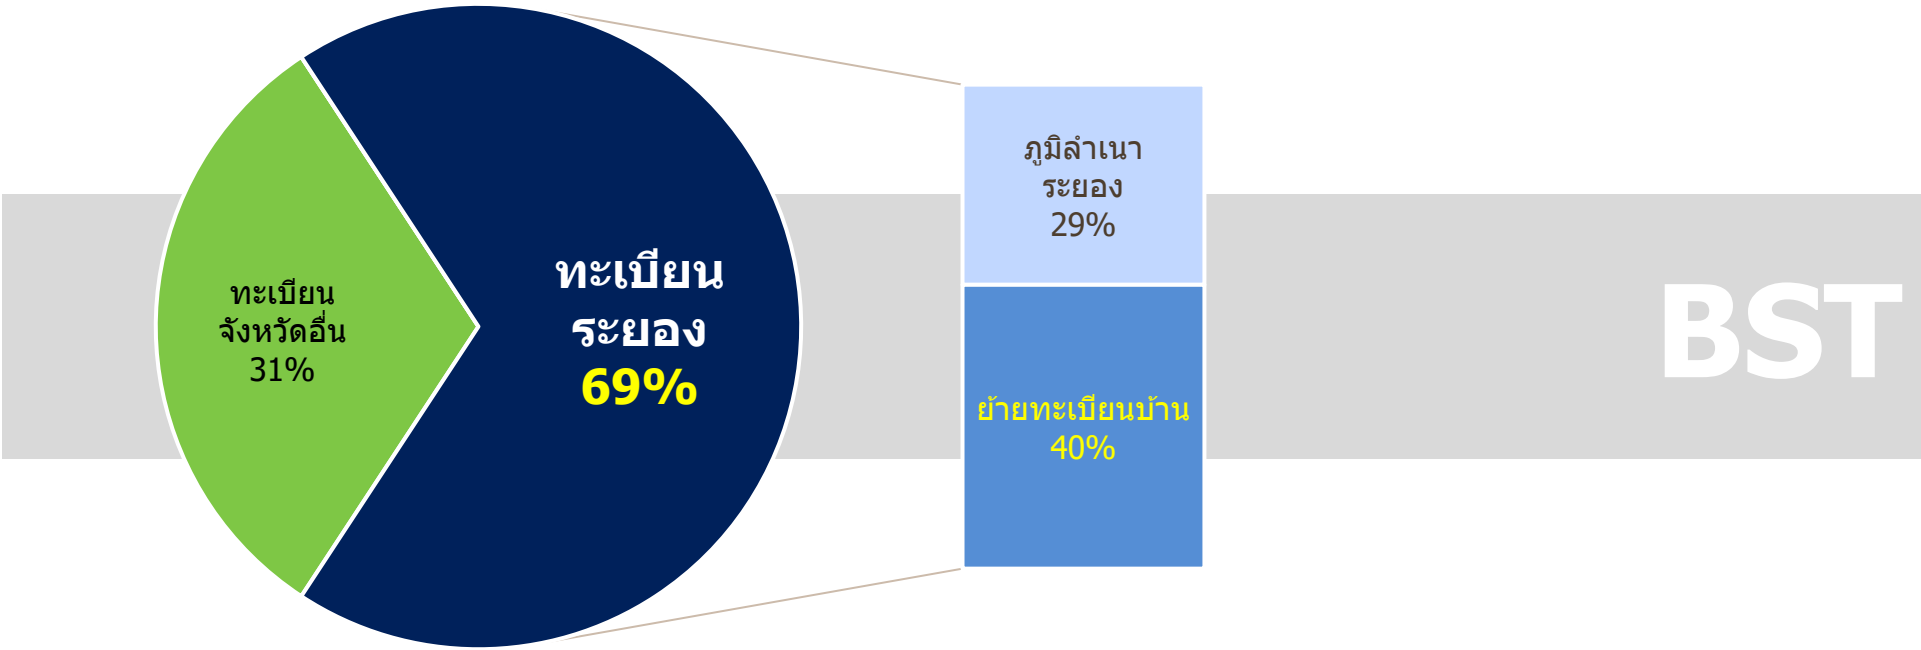 ทะเบียน
จังหวัดอื่น
31%
ทะเบียน
ระยอง
69%
ภูมิลำเนา
ระยอง
29%
ย้ายทะเบียนบ้าน
40%
BST